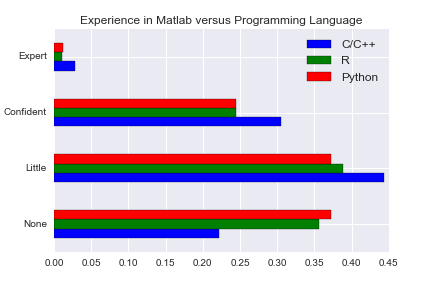 Experience in Matlab versus Programming Language
C/C++
R
Python
Expert
Confident
Little
None
0.00 0.05 0.10 0.15 0.20 0.25 0.30 0.35 0.40 0.45